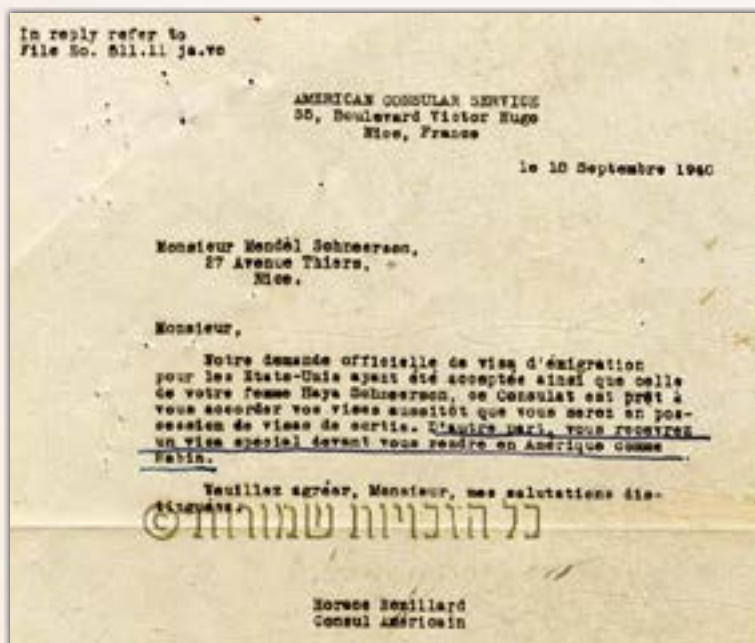 In reply refer to
File No. 811.11 ja.vo
AMERICAN CONSULAR SERVICE
35, Boulevard Victor Hugo
Nice, France
le 18 Septembre 1940
Monsieur Mendel Schneerson,
27 Avenue Thiers,
Nice.
Monsieur,
Notre demande officielle de visa d'émigration
pour les Etats-Unis ayant été acceptée ainsi que celle
de votre femme Haya Schneerson, ce Consulat est prêt à
vous accorder vos visas aussitôt que vous serez en pos-
session de visas de sortie. D'autre part, vous recevrez
un visa special devant vous rendre en Amérique comme
Rabin.
Veuillez agréer, Monsieur, mes salutations dis-
tinguées.
כל הזכויות שמורות ©
Horace Remillard
Consul Américain